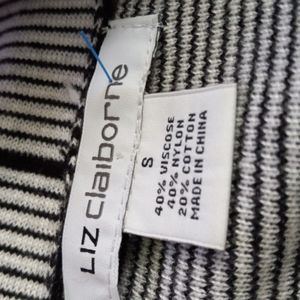 LIZ claiborne
S
40% VISCOSE
40% NYLON
20% COTTON
MADE IN CHINA